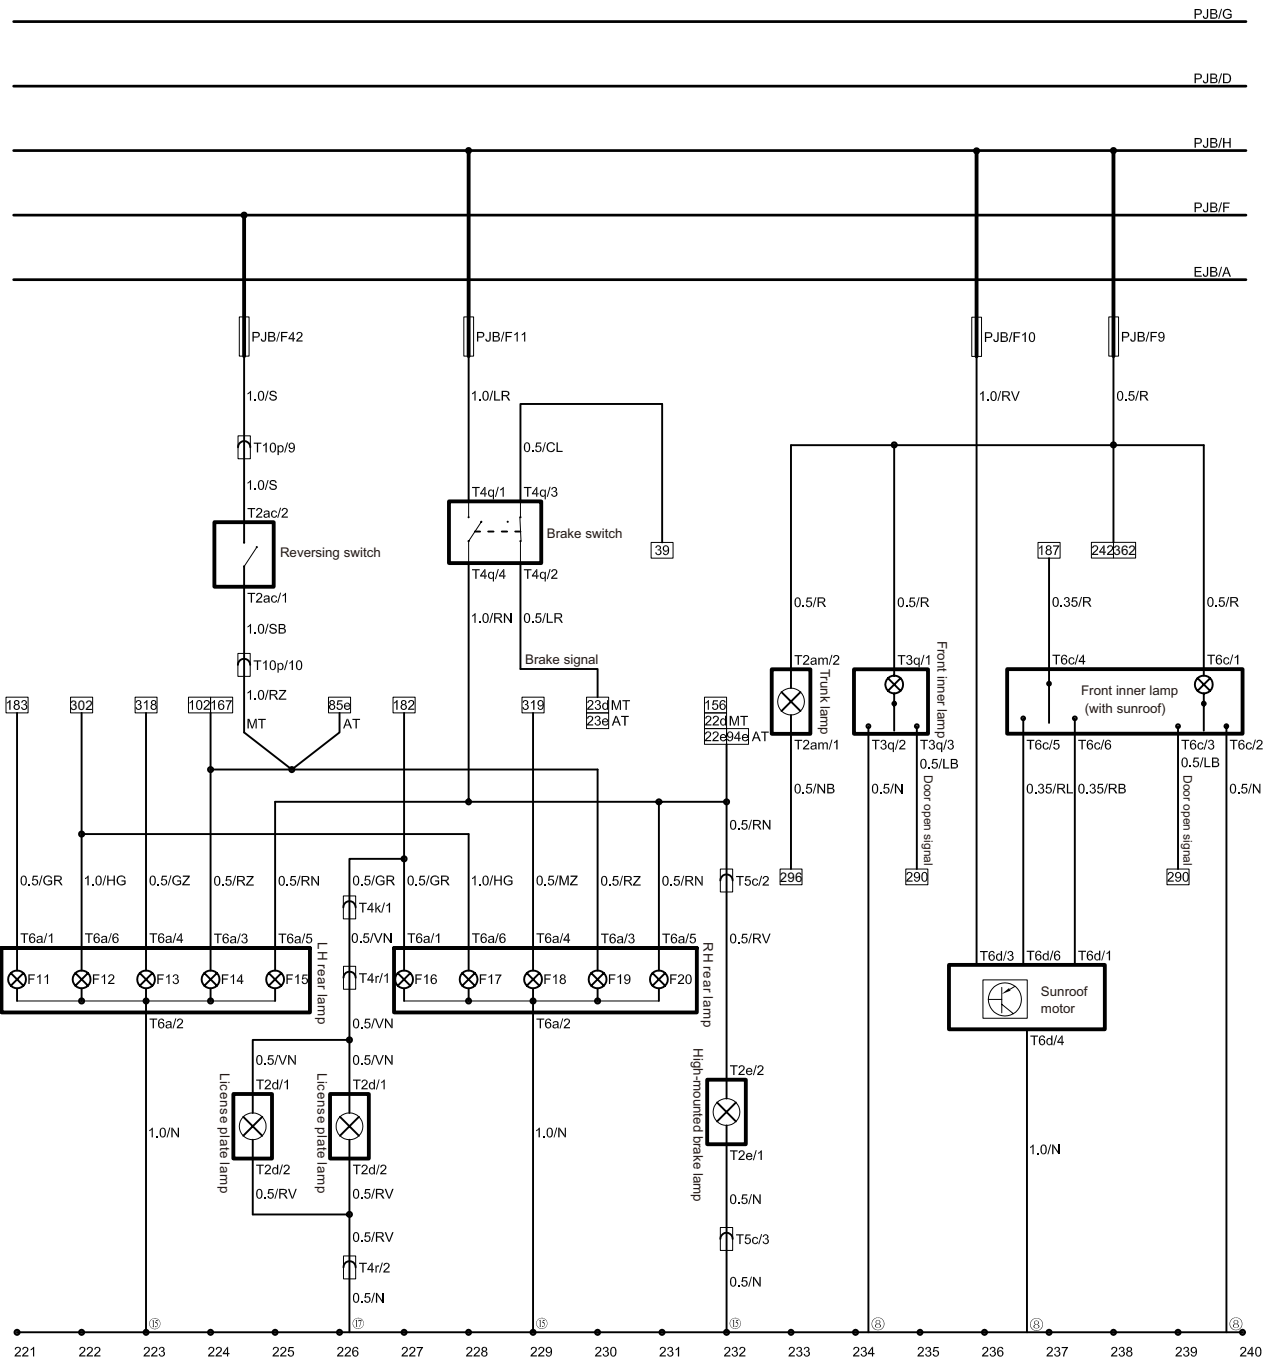 PJB/G
PJB/D
PJB/H
PJB/F
EJB/A
PJB/F42
PJB/F11
PJB/F10
PJB/F9
1.0/S
1.0/LR
1.0/RV
0.5/R
T10p/9
0.5/CL
1.0/S
T4q/1
T4q/3
T2ac/2
Brake switch
Reversing switch
39
187
242
362
T4q/4
T4q/2
T2ac/1
0.5/R
0.5/R
0.35/R
0.5/R
1.0/SB
1.0/RN
0.5/LR
Brake signal
T10p/10
T2am/2
T3q/1
T6c/4
T6c/1
1.0/RZ
Trunk lamp
Front inner lamp
Front inner lamp
(with sunroof)
183
302
318
102
167
85e
182
319
23d
MT
23e
AT
156
22d
MT
22e
94e
AT
MT
AT
T2am/1
T3q/2
T3q/3
T6c/5
T6c/6
T6c/3
T6c/2
0.5/LB
0.5/LB
0.5/NB
0.5/N
Door open signal
0.35/RL
0.35/RB
Door open signal
0.5/N
0.5/RN
0.5/GR
1.0/HG
0.5/GZ
0.5/RZ
0.5/RN
0.5/GR
0.5/GR
1.0/HG
0.5/MZ
0.5/RZ
0.5/RN
T5c/2
296
290
290
T4k/1
T6a/1
T6a/6
T6a/4
T6a/3
T6a/5
0.5/VN
T6a/1
T6a/6
T6a/4
T6a/3
T6a/5
0.5/RV
LH rear lamp
RH rear lamp
T6d/3
T6d/6
T6d/1
F11
F12
F13
F14
F15
T4r/1
F16
F17
F18
F19
F20
Sunroof
motor
T6a/2
0.5/VN
T6a/2
T6d/4
0.5/VN
0.5/VN
T2e/2
License plate lamp
T2d/1
License plate lamp
T2d/1
High-mounted brake lamp
1.0/N
1.0/N
1.0/N
T2d/2
T2d/2
T2e/1
0.5/RV
0.5/RV
0.5/N
0.5/RV
T5c/3
T4r/2
0.5/N
0.5/N
⑮
⑰
⑮
⑮
⑧
⑧
⑧
221
222
223
224
225
226
227
228
229
230
231
232
233
234
235
236
237
238
239
240